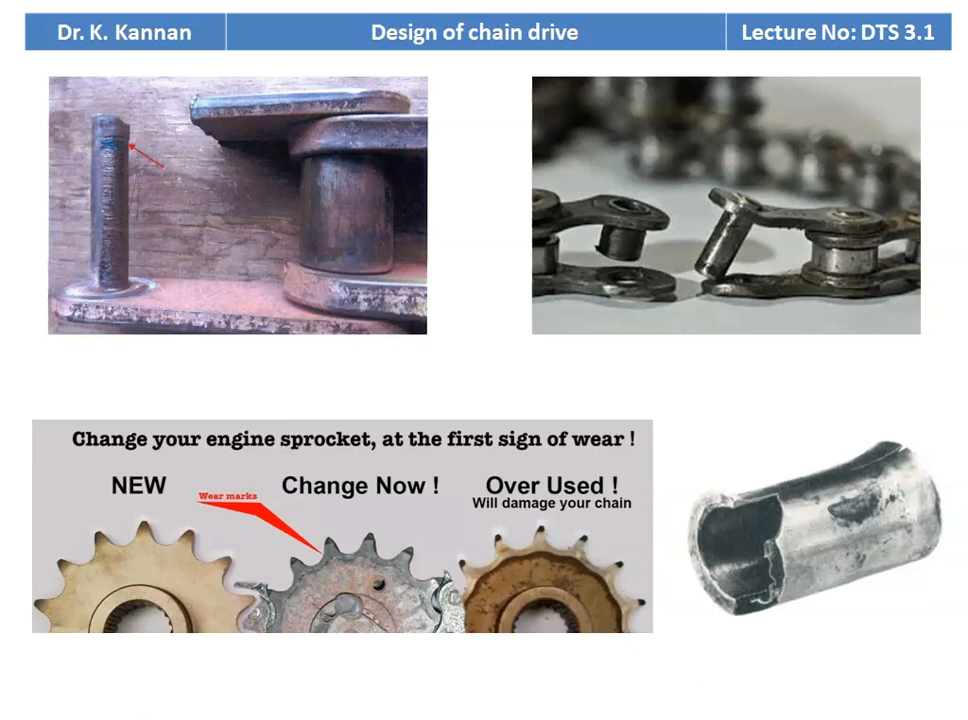 Dr. K. Kannan
Design of chain drive
Lecture No: DTS 3.1
Change your engine sprocket, at the first sign of wear !
NEW
Wear marks
Change Now !
Over Used !
Will damage your chain